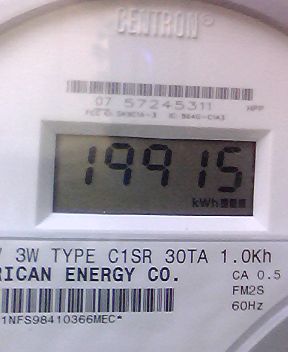 CENTRON®
07 57245311
HPP
19915
kWh
3W TYPE C1SR 30TA 1.0Kh
RICAN ENERGY CO.
CA 0.5
FM2S
60Hz
1NFS98410366MEC*